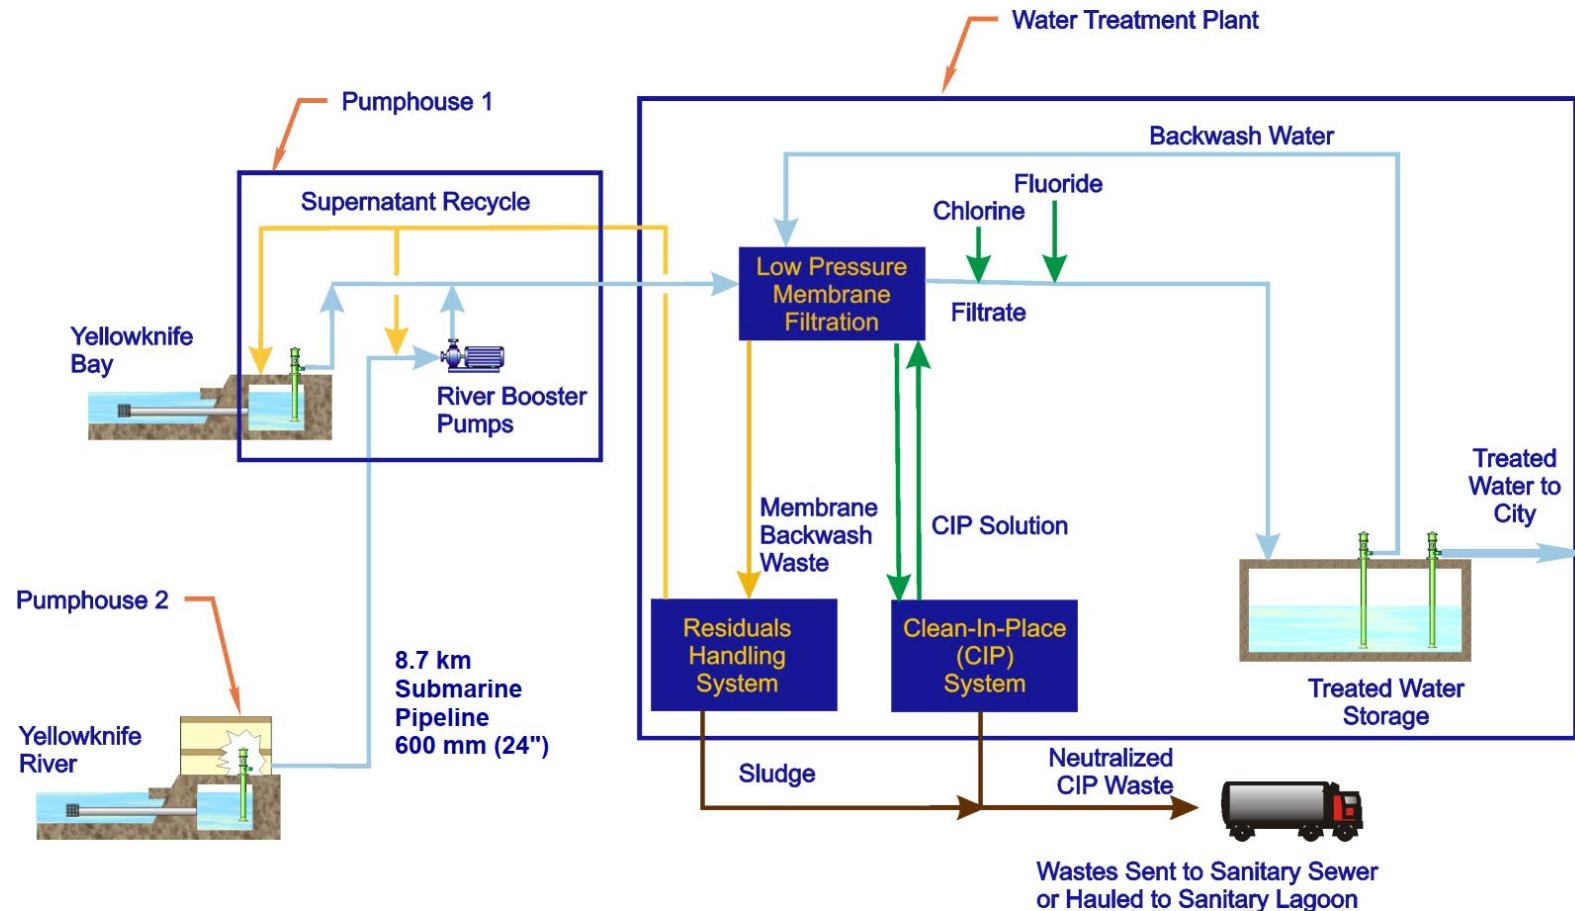 Water Treatment Plant
Pumphouse 1
Backwash Water
Supernatant Recycle
Fluoride
Chlorine
Low Pressure
Membrane
Filtration
Filtrate
Yellowknife
Bay
River Booster
Pumps
Membrane
Backwash
Waste
CIP Solution
Treated
Water to
City
Pumphouse 2
Residuals
Handling
System
Clean-In-Place
(CIP)
System
8.7 km
Submarine
Pipeline
600 mm (24")
Treated Water
Storage
Yellowknife
River
Sludge
Neutralized
CIP Waste
Wastes Sent to Sanitary Sewer
or Hauled to Sanitary Lagoon